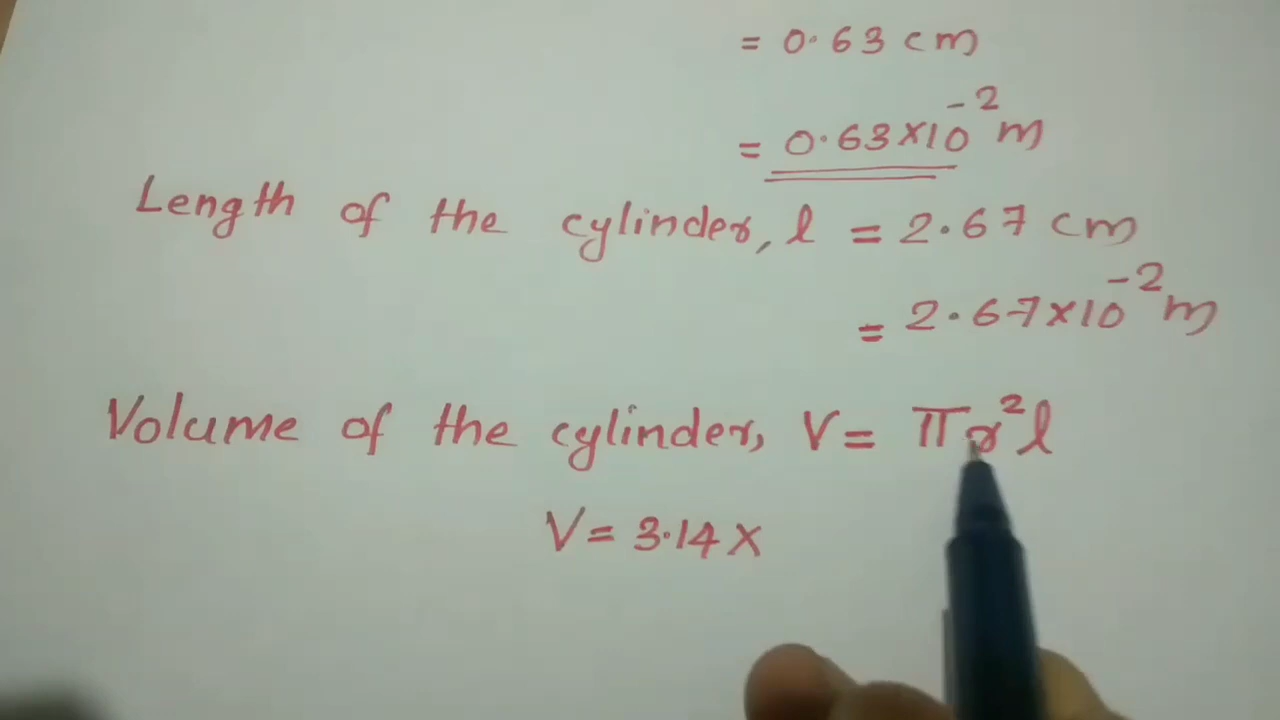 = 0.63 cm
= 0.63×10⁻² m
Length of the cylinder, l = 2.67 cm
= 2.67×10⁻² m
Volume of the cylinder, V = πr²l
V = 3.14 ×